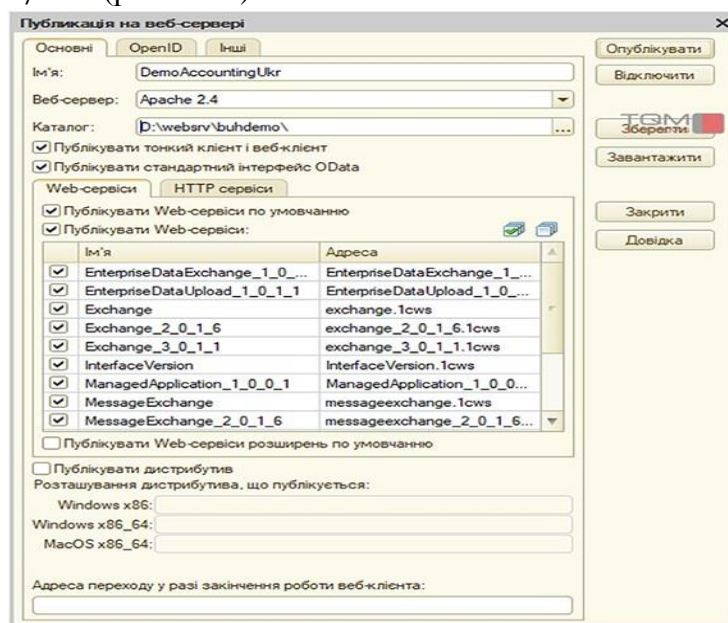 Публикація на веб-сервері
Основні OpenID Інші
Опублікувати
Ім'я: DemoAccountingUkr
Відключити
Веб-сервер: Apache 2.4
Каталог: D:\websrv\buhdemo\ ...
TQM
Зберегти
Публікувати тонкий клієнт і веб-клієнт
Публікувати стандартний інтерфейс OData
Завантажити
Web-сервіси HTTP сервіси
Публікувати Web-сервіси по умовчанню
Закрити
Публікувати Web-сервіси:
Довідка
Ім'я Адреса
EnterpriseDataExchange_1_0_... EnterpriseDataExchange_1_...
EnterpriseDataUpload_1_0_1_1 EnterpriseDataUpload_1_0_...
Exchange exchange.1cws
Exchange_2_0_1_6 exchange_2_0_1_6.1cws
Exchange_3_0_1_1 exchange_3_0_1_1.1cws
InterfaceVersion InterfaceVersion.1cws
ManagedApplication_1_0_0_1 ManagedApplication_1_0_0...
MessageExchange messageexchange.1cws
MessageExchange_2_0_1_6 messageexchange_2_0_1_6...
Публікувати Web-сервіси розширень по умовчанню
Публікувати дистрибутив
Розташування дистрибутива, що публікується:
Windows x86:
Windows x86_64:
MacOS x86_64:
Адреса переходу у разі закінчення роботи веб-клієнта: